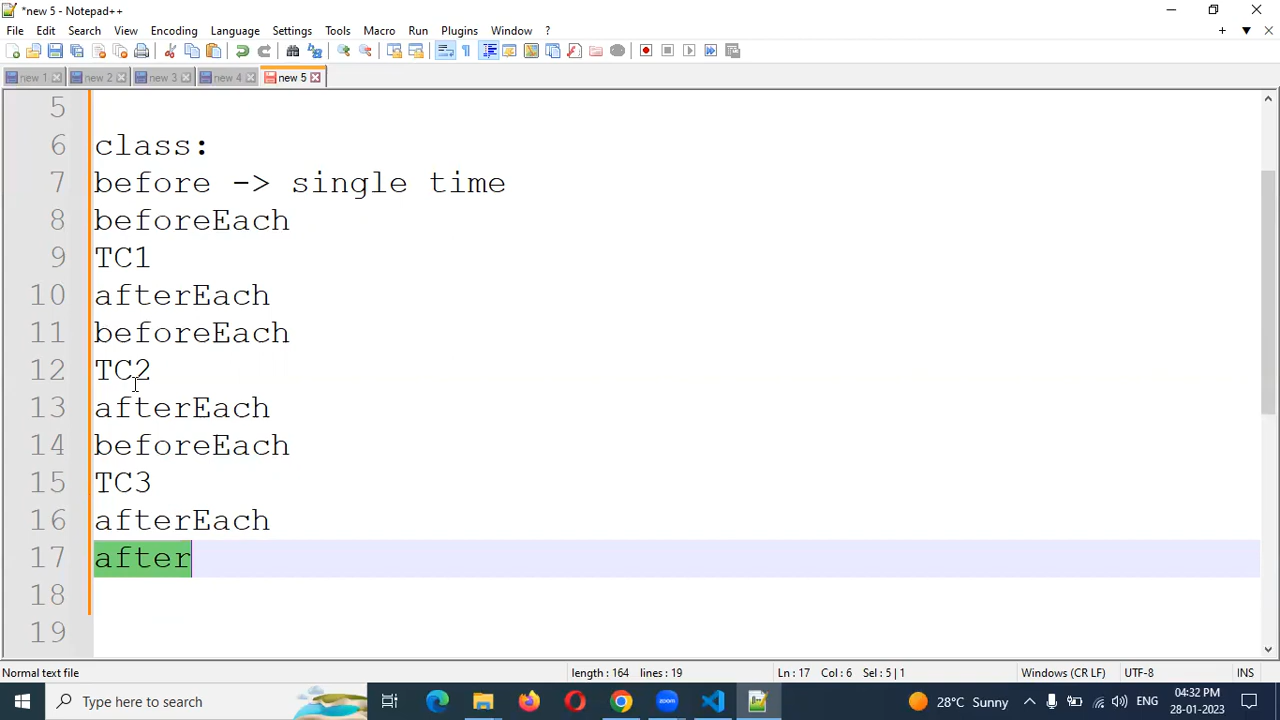 *new 5 - Notepad++
File Edit Search View Encoding Language Settings Tools Macro Run Plugins Window ?
new 1 new 2 new 3 new 4 new 5
5
6 class:
7 before -> single time
8 beforeEach
9 TC1
10 afterEach
11 beforeEach
12 TC2
13 afterEach
14 beforeEach
15 TC3
16 afterEach
17 after
18
19
Normal text file length : 164 lines : 19 Ln : 17 Col : 6 Sel : 5 | 1 Windows (CR LF) UTF-8 INS
Type here to search zoom 28°C Sunny ENG 04:32 PM
28-01-2023